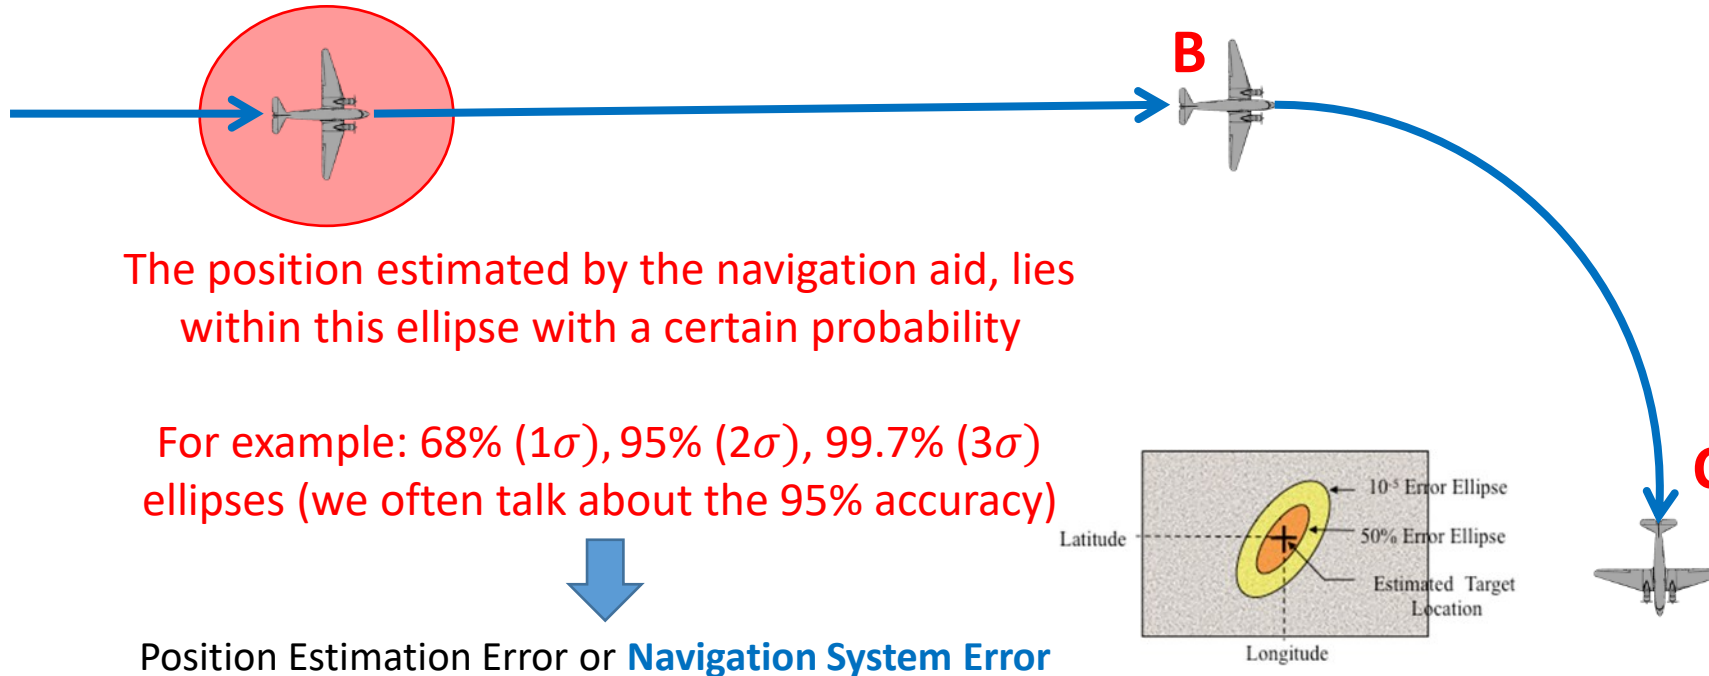 B
The position estimated by the navigation aid, lies
within this ellipse with a certain probability
For example: 68% (1𝜎), 95% (2𝜎), 99.7% (3𝜎)
ellipses (we often talk about the 95% accuracy)
Position Estimation Error or Navigation System Error
10⁻⁵ Error Ellipse
50% Error Ellipse
Estimated Target
Location
Latitude
Longitude